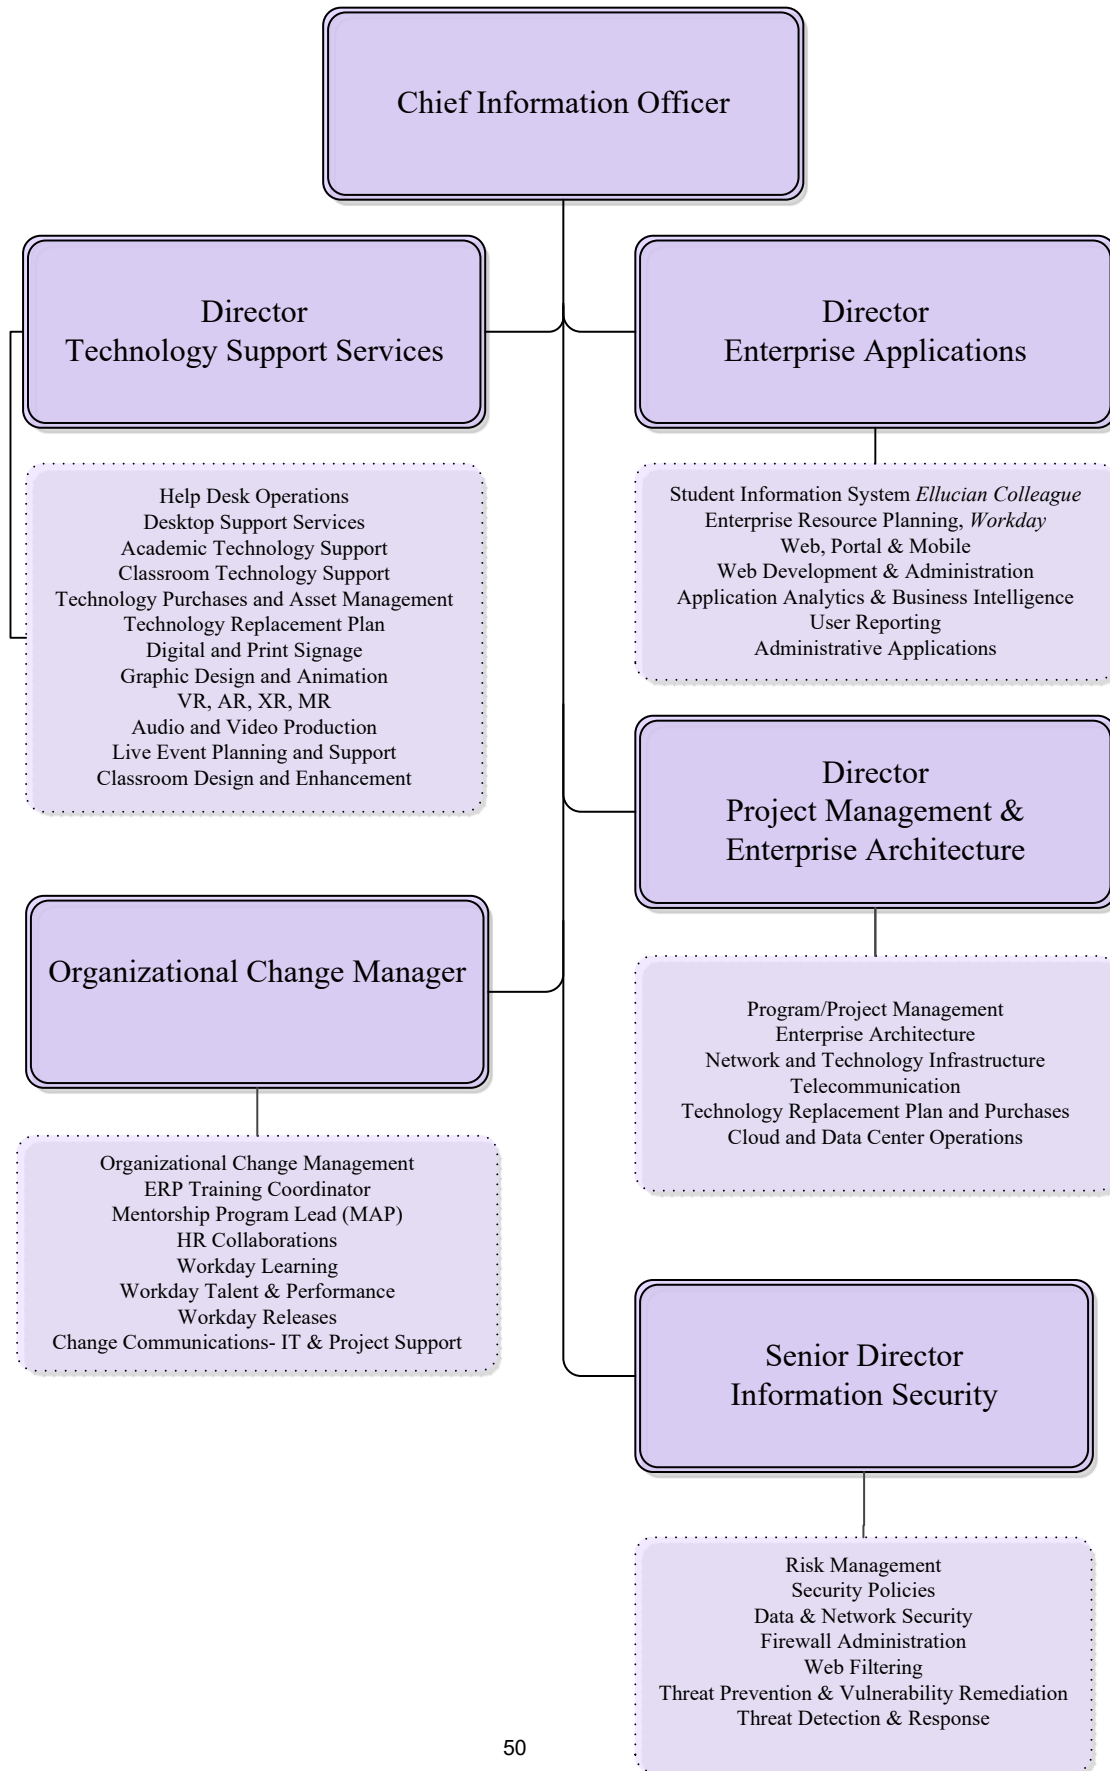 Chief Information Officer
Director
Technology Support Services
Help Desk Operations
Desktop Support Services
Academic Technology Support
Classroom Technology Support
Technology Purchases and Asset Management
Technology Replacement Plan
Digital and Print Signage
Graphic Design and Animation
VR, AR, XR, MR
Audio and Video Production
Live Event Planning and Support
Classroom Design and Enhancement
Director
Enterprise Applications
Student Information System Ellucian Colleague
Enterprise Resource Planning, Workday
Web, Portal & Mobile
Web Development & Administration
Application Analytics & Business Intelligence
User Reporting
Administrative Applications
Director
Project Management &
Enterprise Architecture
Program/Project Management
Enterprise Architecture
Network and Technology Infrastructure
Telecommunication
Technology Replacement Plan and Purchases
Cloud and Data Center Operations
Organizational Change Manager
Organizational Change Management
ERP Training Coordinator
Mentorship Program Lead (MAP)
HR Collaborations
Workday Learning
Workday Talent & Performance
Workday Releases
Change Communications- IT & Project Support
Senior Director
Information Security
Risk Management
Security Policies
Data & Network Security
Firewall Administration
Web Filtering
Threat Prevention & Vulnerability Remediation
Threat Detection & Response
50